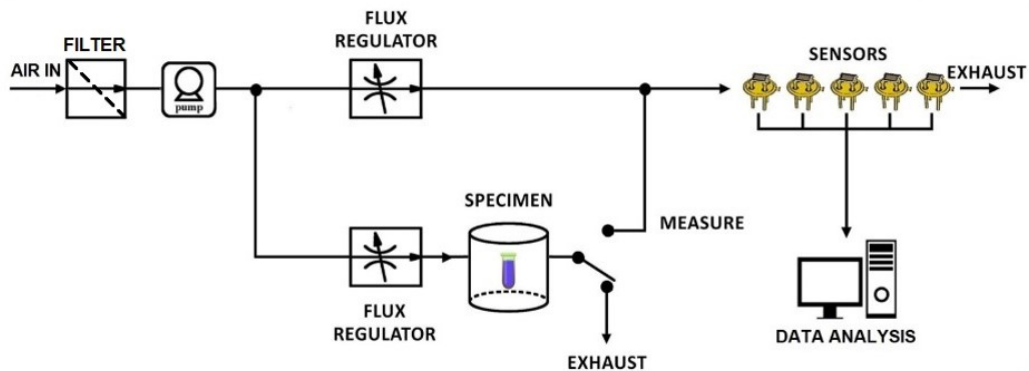 FLUX
REGULATOR
FILTER
AIR IN
pump
SENSORS
EXHAUST
SPECIMEN
MEASURE
FLUX
REGULATOR
EXHAUST
DATA ANALYSIS